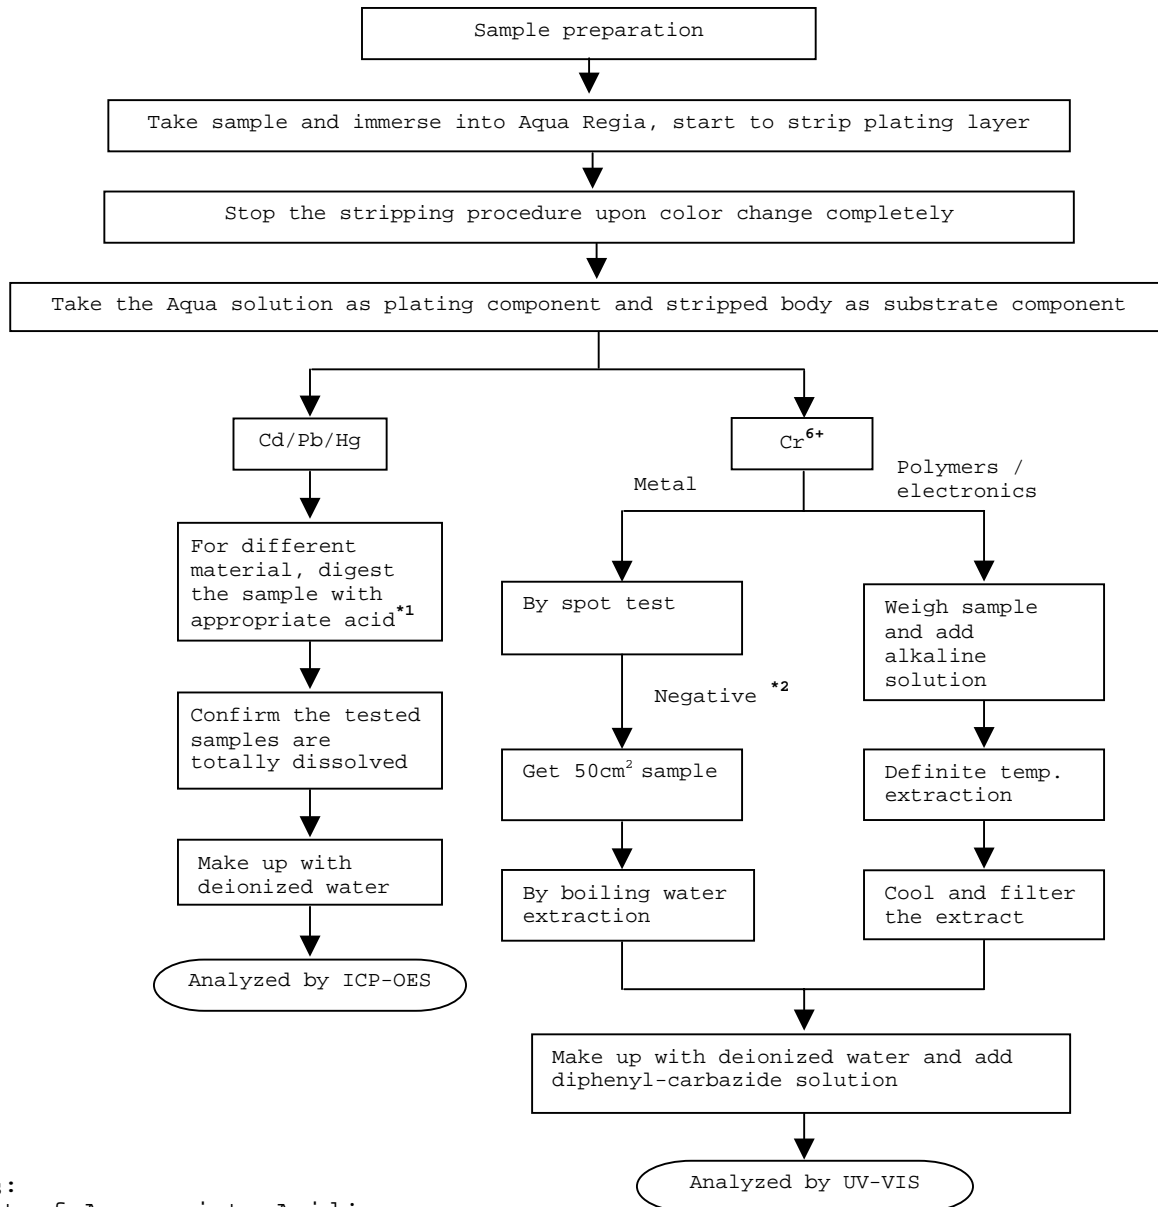 Sample preparation
Take sample and immerse into Aqua Regia, start to strip plating layer
Stop the stripping procedure upon color change completely
Take the Aqua solution as plating component and stripped body as substrate component
Cd/Pb/Hg
For different
material, digest
the sample with
appropriate acid*1
Confirm the tested
samples are
totally dissolved
Make up with
deionized water
Analyzed by ICP-OES
Cr6+
Metal
Polymers /
electronics
By spot test
Negative *2
Get 50cm2 sample
By boiling water
extraction
Weigh sample
and add
alkaline
solution
Definite temp.
extraction
Cool and filter
the extract
Make up with deionized water and add
diphenyl-carbazide solution
Analyzed by UV-VIS